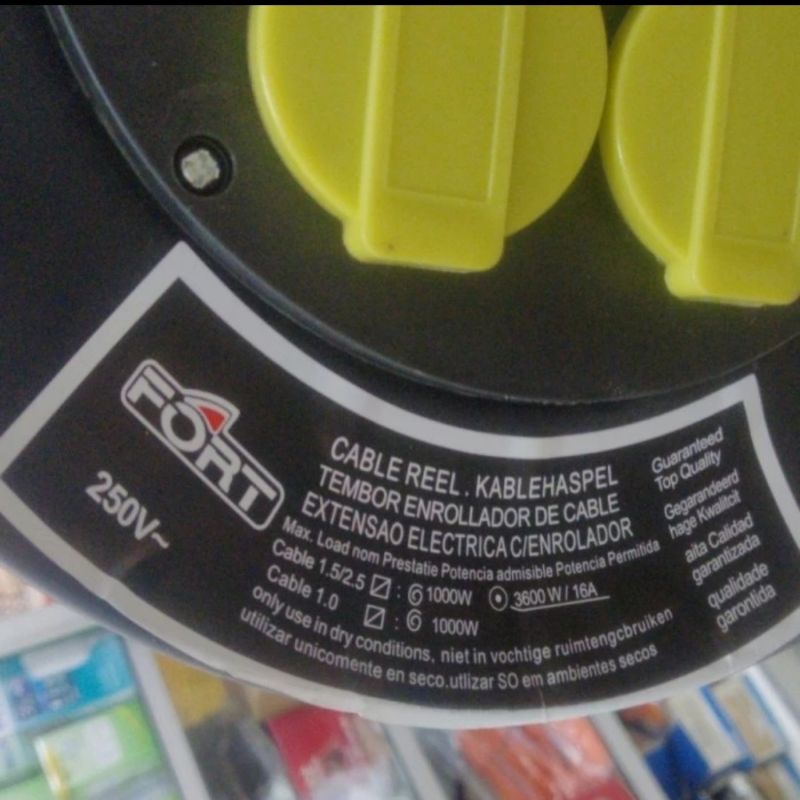 FORT
250V~
CABLE REEL . KABLEHASPEL
TEMBOR ENROLLADOR DE CABLE
EXTENSAO ELECTRICA C/ENROLADOR
Max. Load nom Prestatie Potencia admisible Potencia Permitida
Cable 1.5/2.5 : 1000W 3600 W / 16A
Cable 1.0 : 1000W
only use in dry conditions, niet in vochtige ruimtengcbruiken
utilizar unicomente en seco.utlizar SO em ambientes secos
Guaranteed
Top Quality
Gegarandeerd
hage Kwalitcit
aita Calidad
garantizada
qualidade
garontida